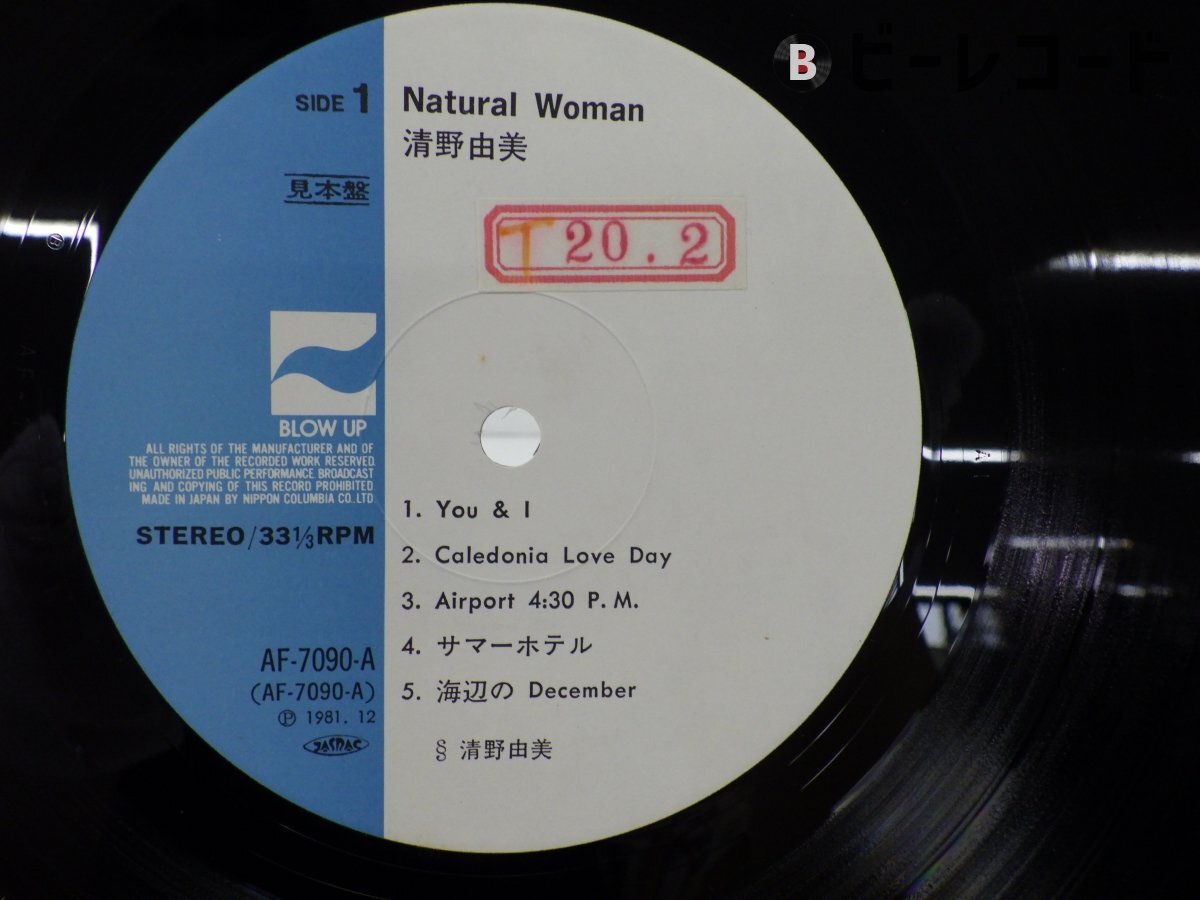 B ビーレコード
SIDE 1
見本盤
Natural Woman
清野由美
T 20.2
BLOW UP
ALL RIGHTS OF THE MANUFACTURER AND OF
THE OWNER OF THE RECORDED WORK RESERVED.
UNAUTHORIZED PUBLIC PERFORMANCE BROADCAST
ING AND COPYING OF THIS RECORD PROHIBITED.
MADE IN JAPAN BY NIPPON COLUMBIA CO., LTD.
STEREO/33⅓RPM
1. You & I
2. Caledonia Love Day
3. Airport 4:30 P.M.
4. サマーホテル
5. 海辺の December
§ 清野由美
AF-7090-A
(AF-7090-A)
Ⓟ 1981. 12
JASRAC